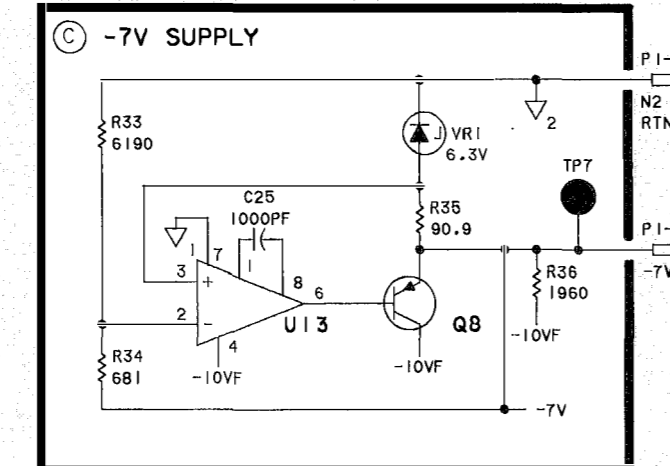 C -7V SUPPLY
P1-
2
N2
RTN
R33
6190
VR1
6.3V
TP7
C25
1000PF
R35
90.9
P1-
-7V
1
7
1
8
3
+
6
2
-
U13
4
-10VF
Q8
-10VF
R36
1960
-10VF
R34
681
-7V